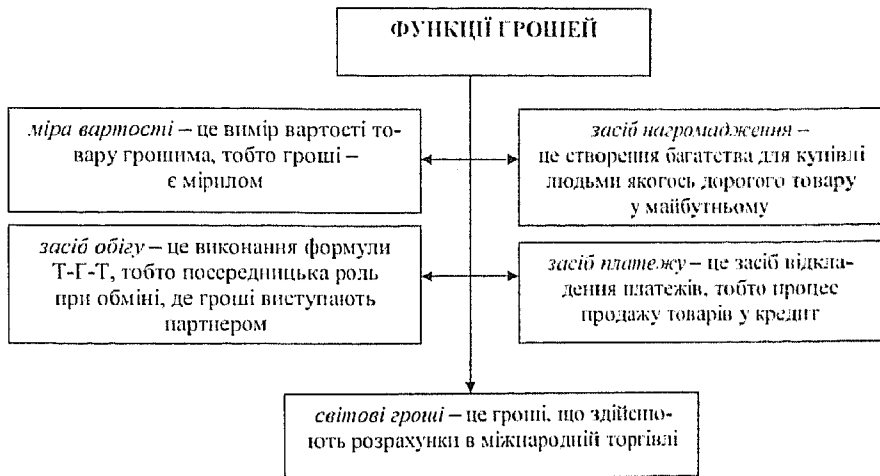 ФУНКЦІЇ ГРОШЕЙ
міра вартості – це вимір вартості то-
вару грошима, тобто гроші –
є мірилом
засіб нагромадження –
це створення багатства для купівлі
людьми якогось дорогого товару
у майбутньому
засіб обігу – це виконання формули
Т-Г-Т, тобто посередницька роль
при обміні, де гроші виступають
партнером
засіб платежу – це засіб відкла-
дення платежів, тобто процес
продажу товарів у кредит
світові гроші – це гроші, що здійсню-
ють розрахунки в міжнародній торгівлі